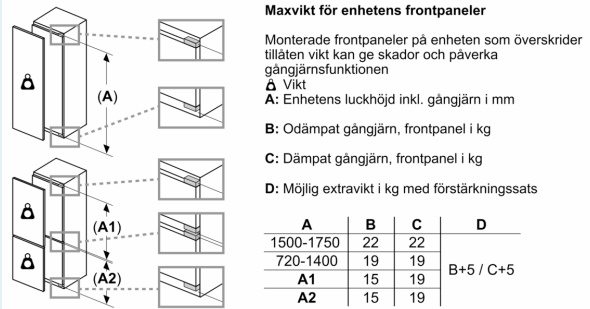 Maxvikt för enhetens frontpaneler
Monterade frontpaneler på enheten som överskrider
tillåten vikt kan ge skador och påverka
gångjärnsfunktionen
Vikt
A: Enhetens luckhöjd inkl. gångjärn i mm
B: Odämpat gångjärn, frontpanel i kg
C: Dämpat gångjärn, frontpanel i kg
D: Möjlig extravikt i kg med förstärkningssats
A B C D
1500-1750 22 22
720-1400 19 19
A1 15 19
A2 15 19
B+5 / C+5
(A)
(A1)
(A2)